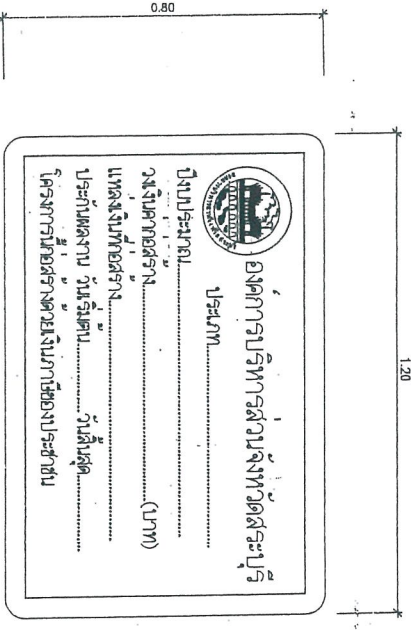 0.80
1.20
องค์การบริหารส่วนจังหวัดสระบุรี
ประเภท....................
ปีงบประมาณ....................
วงเงินค่าก่อสร้าง....................(บาท)
แหล่งเงินที่ก่อสร้าง....................
ประกันผลงาน วันเริ่มต้น..............วันสิ้นสุด..............
โครงการนี้ก่อสร้างด้วยเงินภาษีของประชาชน